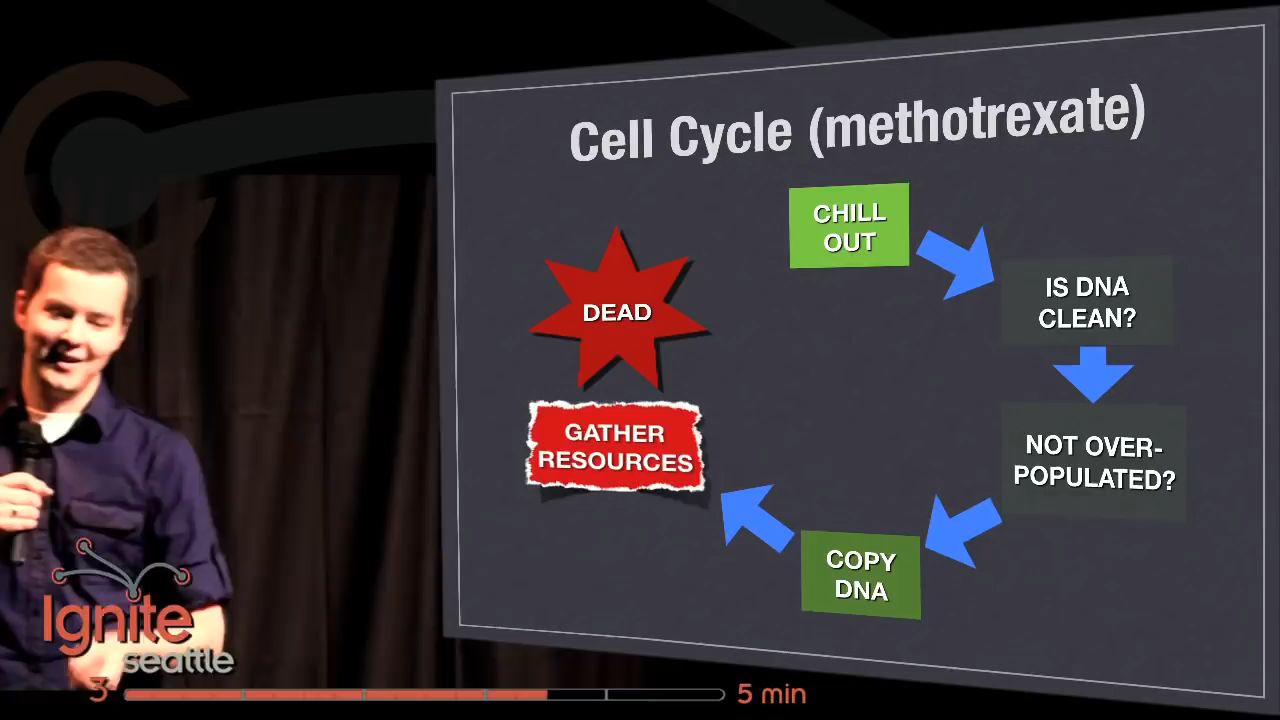 Cell Cycle (methotrexate)
CHILL
OUT
IS DNA
CLEAN?
NOT OVER-
POPULATED?
COPY
DNA
GATHER
RESOURCES
DEAD
Ignite
seattle
3
5 min